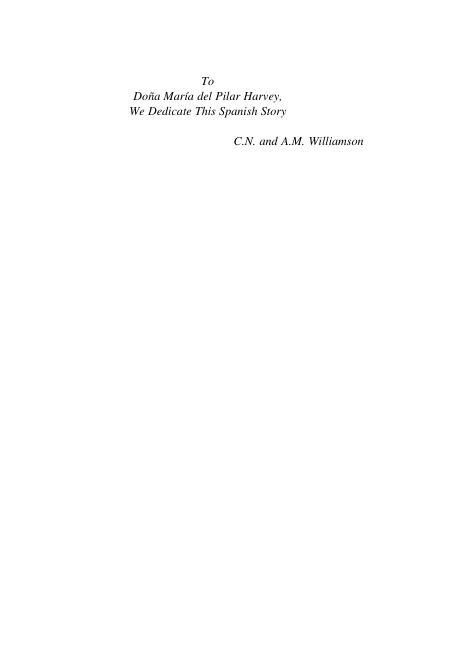 To
Doña María del Pilar Harvey,
We Dedicate This Spanish Story
C.N. and A.M. Williamson